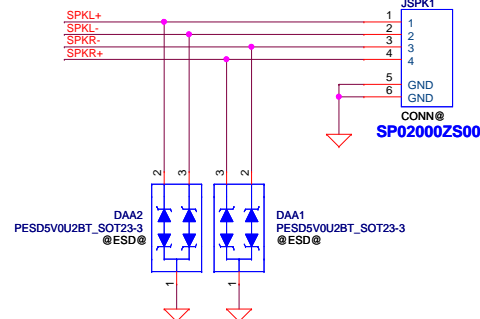 JSPK1
SPKL+ 1 1
SPKL- 2 2
SPKR- 3 3
SPKR+ 4 4
5 GND
6 GND
CONN@
SP02000ZS00
2 3 3 2
DAA2
PESD5V0U2BT_SOT23-3
@ESD@
DAA1
PESD5V0U2BT_SOT23-3
@ESD@
1 1